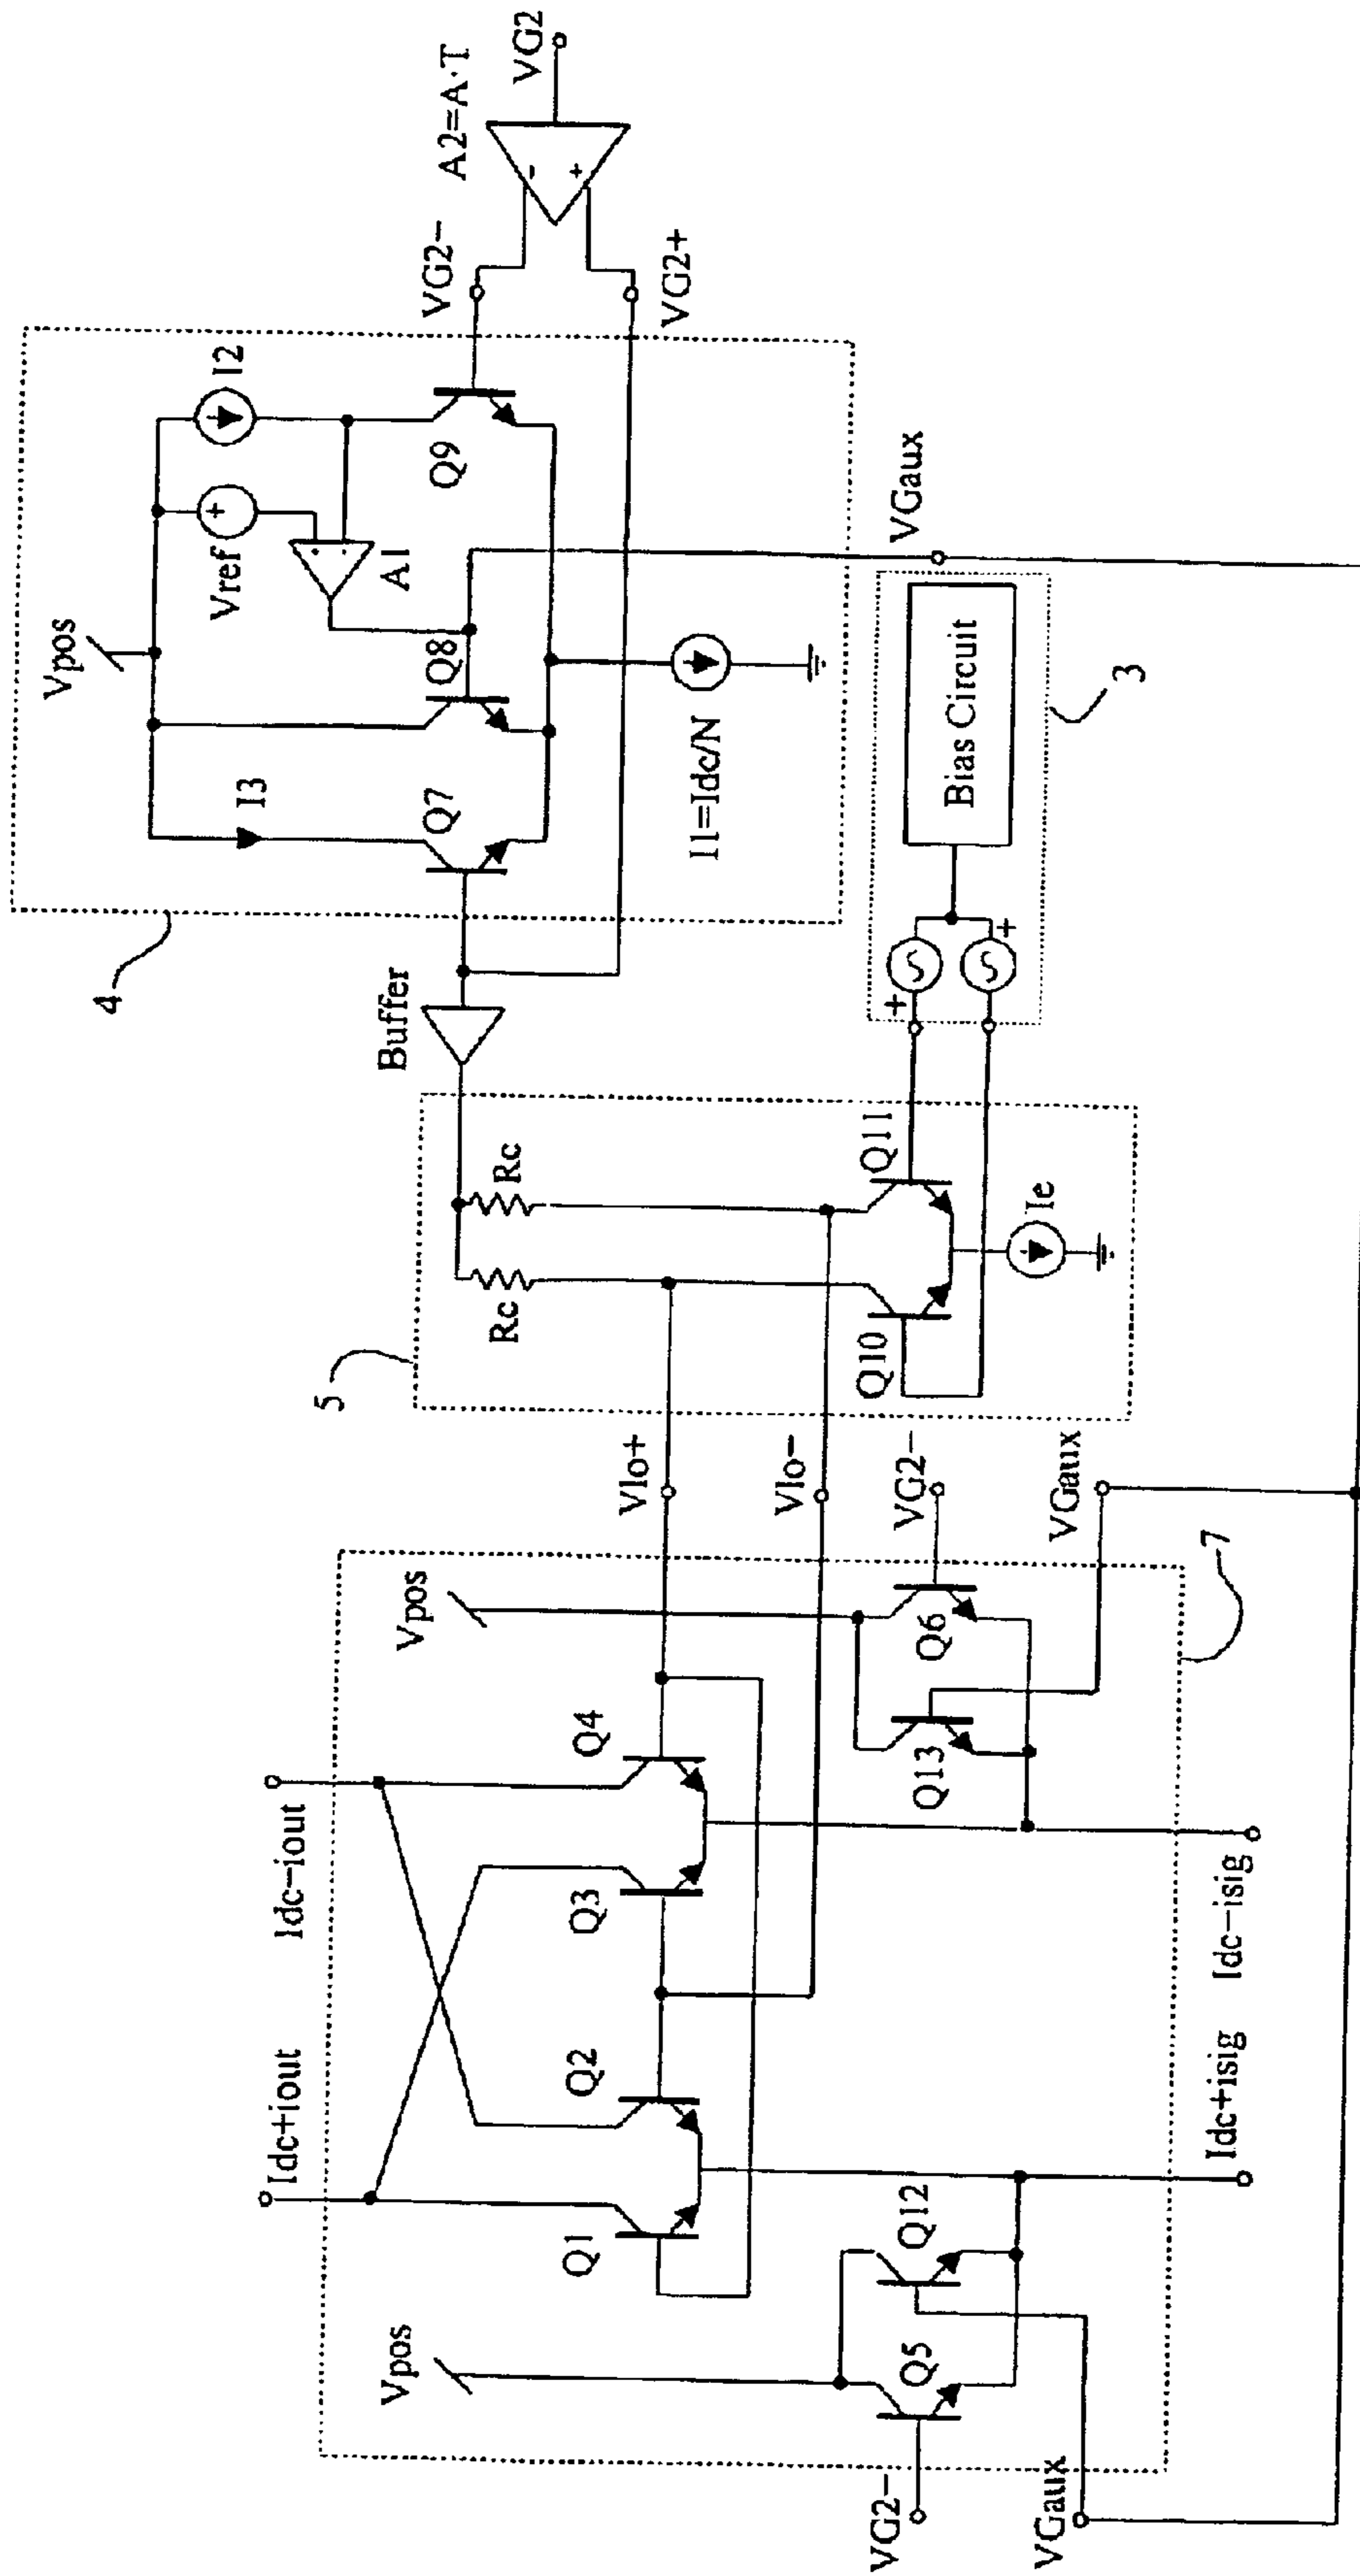 Idc+iout
Idc−iout
Vpos
Q1
Q2
Q3
Q4
Vpos
VG2−
Q5
Q12
Q13
Q6
VG2−
VGaux
VGaux
Idc+isig
Idc−isig
7
Vlo+
Vlo−
5
Rc
Rc
Q10
Q11
Ie
Buffer
4
Vpos
I3
Vref
I2
A1
Q7
Q8
Q9
I1=Idc/N
VGaux
Bias Circuit
3
VG2−
VG2+
A2=A·T
VG2
+
+
+
−
+